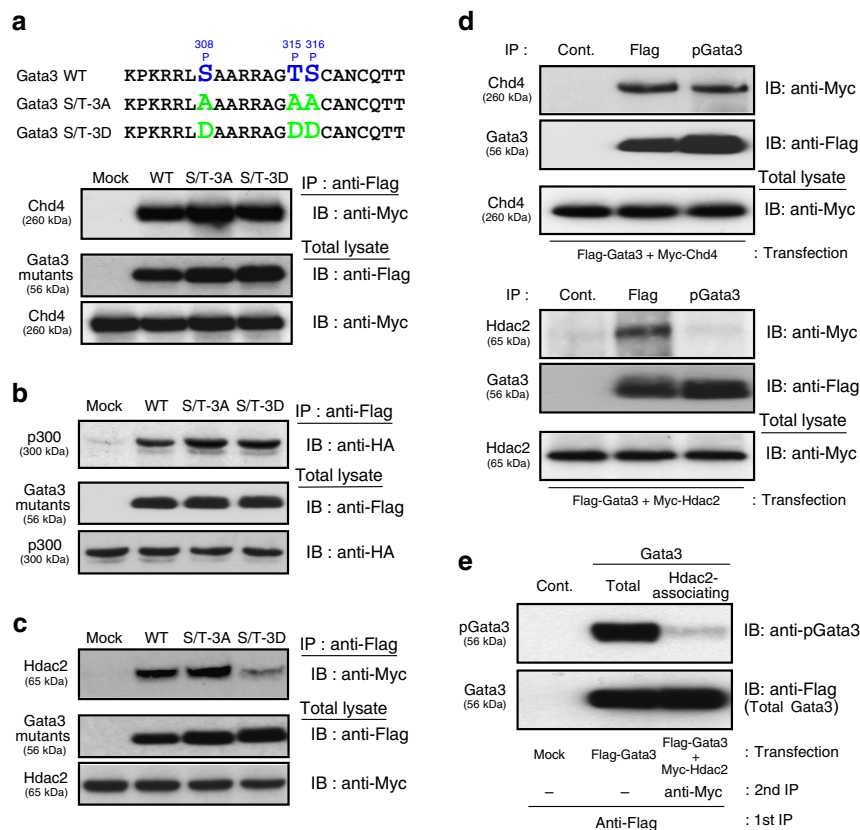 a
308 315 316
P P P
Gata3 WT KPKRRLSAARRAGTSCANCQTT
Gata3 S/T-3A KPKRRLAAARRAGAACANCQTT
Gata3 S/T-3D KPKRRLDAARRAGDDCANCQTT
Mock WT S/T-3A S/T-3D IP : anti-Flag
Chd4 (260 kDa) IB : anti-Myc
Total lysate
Gata3 mutants (56 kDa) IB : anti-Flag
Chd4 (260 kDa) IB : anti-Myc
b
Mock WT S/T-3A S/T-3D IP : anti-Flag
p300 (300 kDa) IB : anti-HA
Total lysate
Gata3 mutants (56 kDa) IB : anti-Flag
p300 (300 kDa) IB : anti-HA
c
Mock WT S/T-3A S/T-3D IP : anti-Flag
Hdac2 (65 kDa) IB : anti-Myc
Total lysate
Gata3 mutants (56 kDa) IB : anti-Flag
Hdac2 (65 kDa) IB : anti-Myc
d
IP : Cont. Flag pGata3
Chd4 (260 kDa) IB: anti-Myc
Gata3 (56 kDa) IB: anti-Flag
Total lysate
Chd4 (260 kDa) IB: anti-Myc
Flag-Gata3 + Myc-Chd4 : Transfection
IP : Cont. Flag pGata3
Hdac2 (65 kDa) IB: anti-Myc
Gata3 (56 kDa) IB: anti-Flag
Total lysate
Hdac2 (65 kDa) IB: anti-Myc
Flag-Gata3 + Myc-Hdac2 : Transfection
e
Gata3
Cont. Total Hdac2-associating
pGata3 (56 kDa) IB: anti-pGata3
Gata3 (56 kDa) IB: anti-Flag (Total Gata3)
Mock Flag-Gata3 Flag-Gata3 + Myc-Hdac2 : Transfection
– – anti-Myc : 2nd IP
Anti-Flag : 1st IP